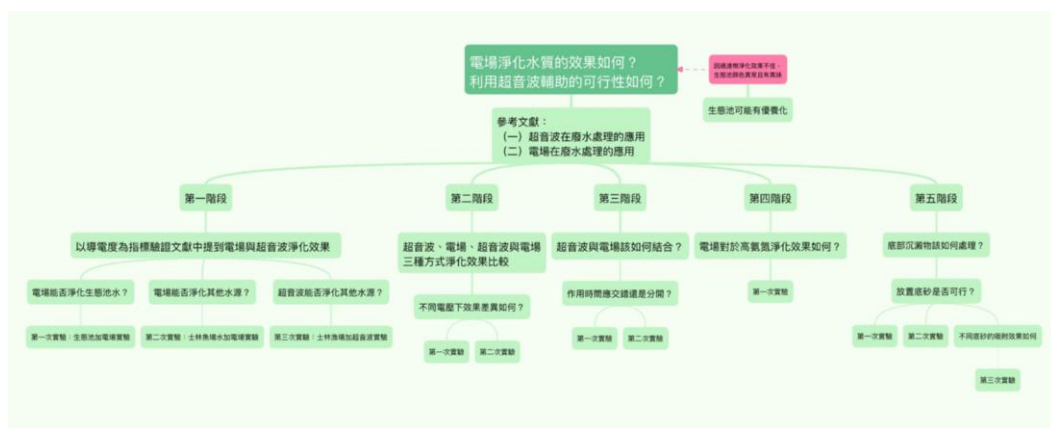 電場淨化水質的效果如何？
利用超音波輔助的可行性如何？
因過濾棉淨化效果不佳，
生態池顏色異常且有異味
生態池可能有優養化
參考文獻：
（一）超音波在廢水處理的應用
（二）電場在廢水處理的應用
第一階段
以導電度為指標驗證文獻中提到電場與超音波淨化效果
電場能否淨化生態池水？
電場能否淨化其他水源？
超音波能否淨化其他水源？
第一次實驗：生態池加電場實驗
第二次實驗：士林魚場水加電場實驗
第三次實驗：士林漁場加超音波實驗
第二階段
超音波、電場、超音波與電場
三種方式淨化效果比較
不同電壓下效果差異如何？
第一次實驗
第二次實驗
第三階段
超音波與電場該如何結合？
作用時間應交錯還是分開？
第一次實驗
第二次實驗
第四階段
電場對於高氨氮淨化效果如何？
第一次實驗
第五階段
底部沉澱物該如何處理？
放置底砂是否可行？
第一次實驗
第二次實驗
不同底砂的吸附效果如何
第三次實驗